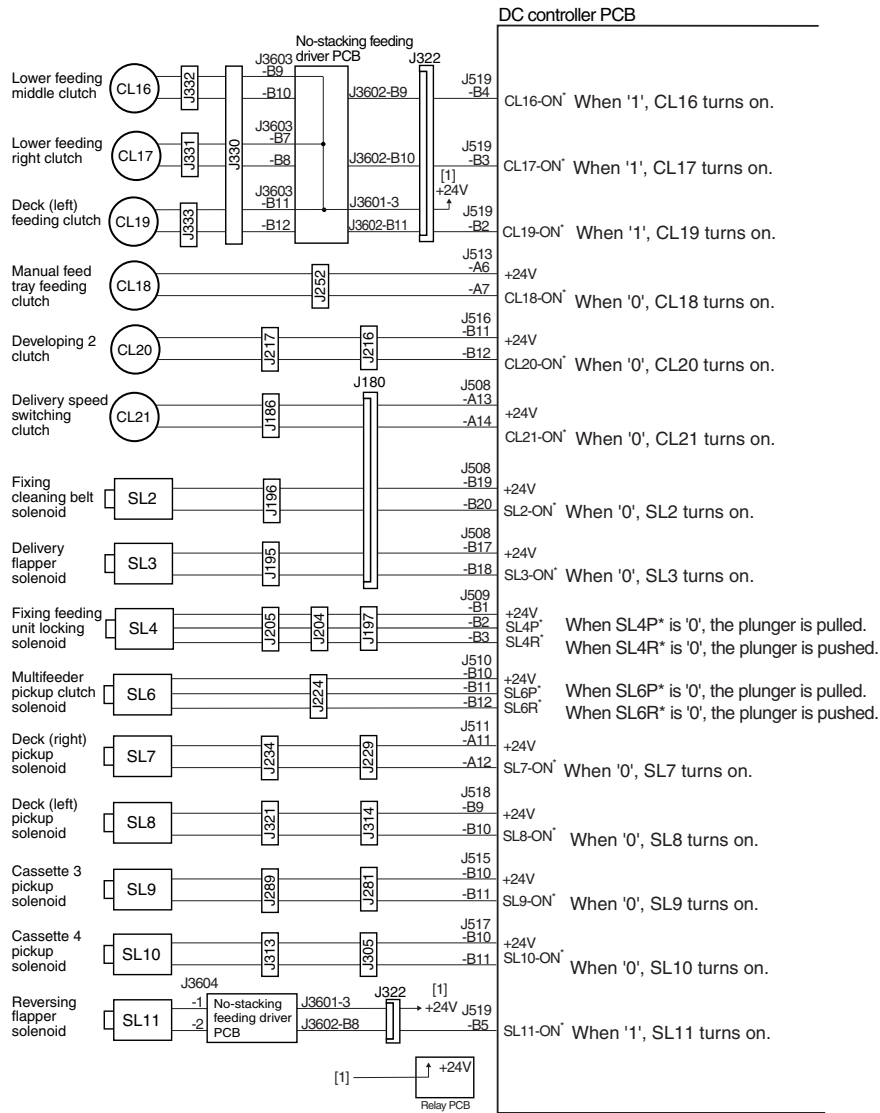 DC controller PCB
No-stacking feeding
driver PCB
J322
Lower feeding
middle clutch
CL16
J332
J330
J3603
-B9
-B10
J3602-B9
J519
-B4
CL16-ON* When '1', CL16 turns on.
Lower feeding
right clutch
CL17
J331
J3603
-B7
-B8
J3602-B10
J519
-B3
CL17-ON* When '1', CL17 turns on.
[1]
+24V
Deck (left)
feeding clutch
CL19
J333
J3603
-B11
-B12
J3601-3
J3602-B11
J519
-B2
CL19-ON* When '1', CL19 turns on.
Manual feed
tray feeding
clutch
CL18
J252
J513
-A6
-A7
+24V
CL18-ON* When '0', CL18 turns on.
Developing 2
clutch
CL20
J217
J216
J516
-B11
-B12
+24V
CL20-ON* When '0', CL20 turns on.
J180
Delivery speed
switching
clutch
CL21
J186
J508
-A13
-A14
+24V
CL21-ON* When '0', CL21 turns on.
Fixing
cleaning belt
solenoid
SL2
J196
J508
-B19
-B20
+24V
SL2-ON* When '0', SL2 turns on.
Delivery
flapper
solenoid
SL3
J195
J508
-B17
-B18
+24V
SL3-ON* When '0', SL3 turns on.
Fixing feeding
unit locking
solenoid
SL4
J205
J204
J197
J509
-B1
-B2
-B3
+24V
SL4P* When SL4P* is '0', the plunger is pulled.
SL4R* When SL4R* is '0', the plunger is pushed.
Multifeeder
pickup clutch
solenoid
SL6
J224
J510
-B10
-B11
-B12
+24V
SL6P* When SL6P* is '0', the plunger is pulled.
SL6R* When SL6R* is '0', the plunger is pushed.
Deck (right)
pickup
solenoid
SL7
J234
J229
J511
-A11
-A12
+24V
SL7-ON* When '0', SL7 turns on.
Deck (left)
pickup
solenoid
SL8
J321
J314
J518
-B9
-B10
+24V
SL8-ON* When '0', SL8 turns on.
Cassette 3
pickup
solenoid
SL9
J289
J281
J515
-B10
-B11
+24V
SL9-ON* When '0', SL9 turns on.
Cassette 4
pickup
solenoid
SL10
J313
J305
J517
-B10
-B11
+24V
SL10-ON* When '0', SL10 turns on.
Reversing
flapper
solenoid
SL11
J3604
-1
-2
No-stacking
feeding driver
PCB
J3601-3
J3602-B8
J322
[1]
+24V
J519
-B5
SL11-ON* When '1', SL11 turns on.
[1]
+24V
Relay PCB